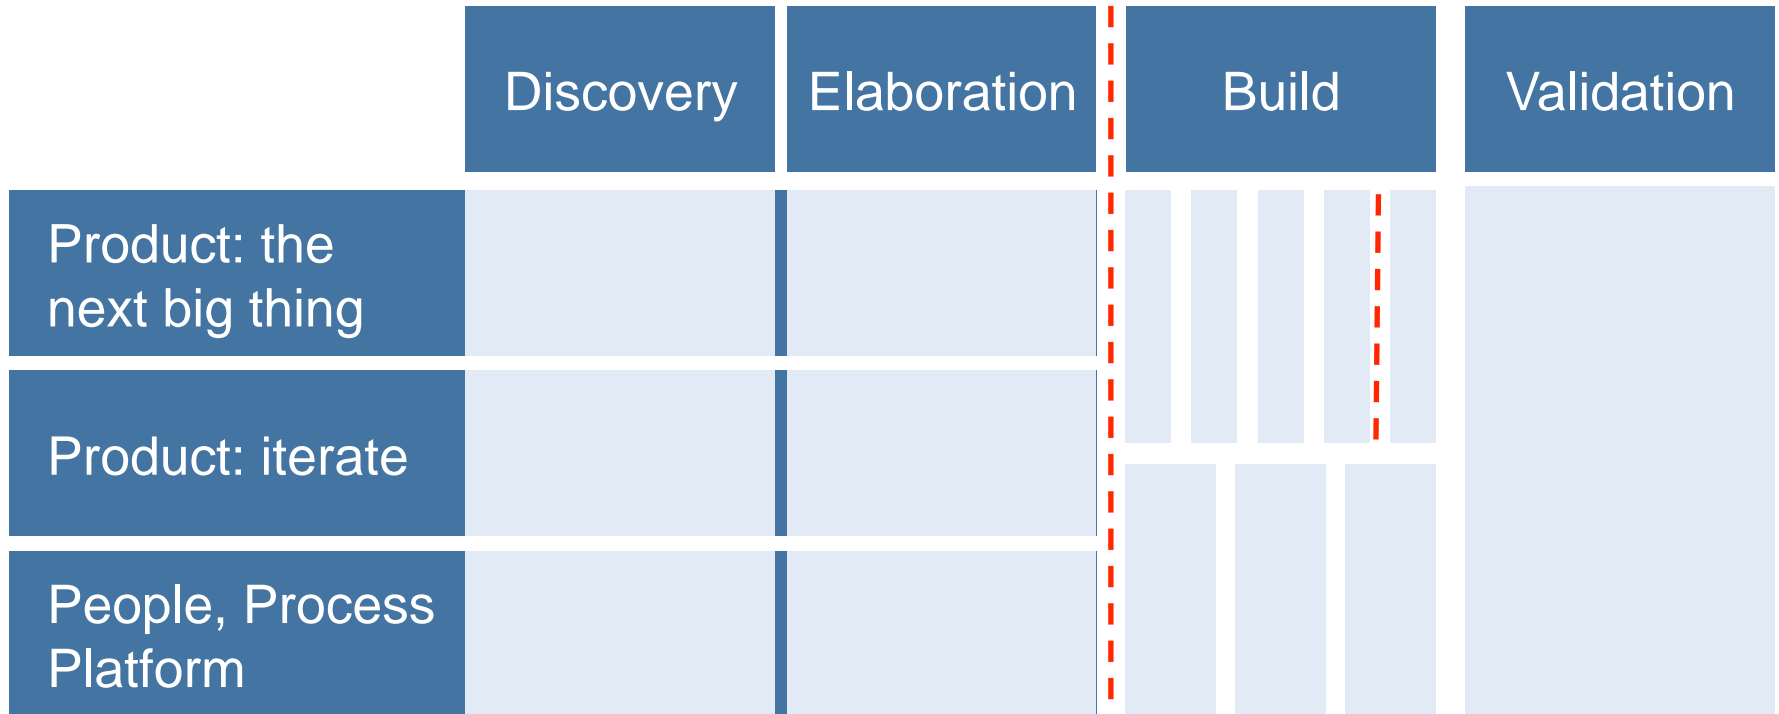 Discovery
Elaboration
Build
Validation
Product: the
next big thing
Product: iterate
People, Process
Platform